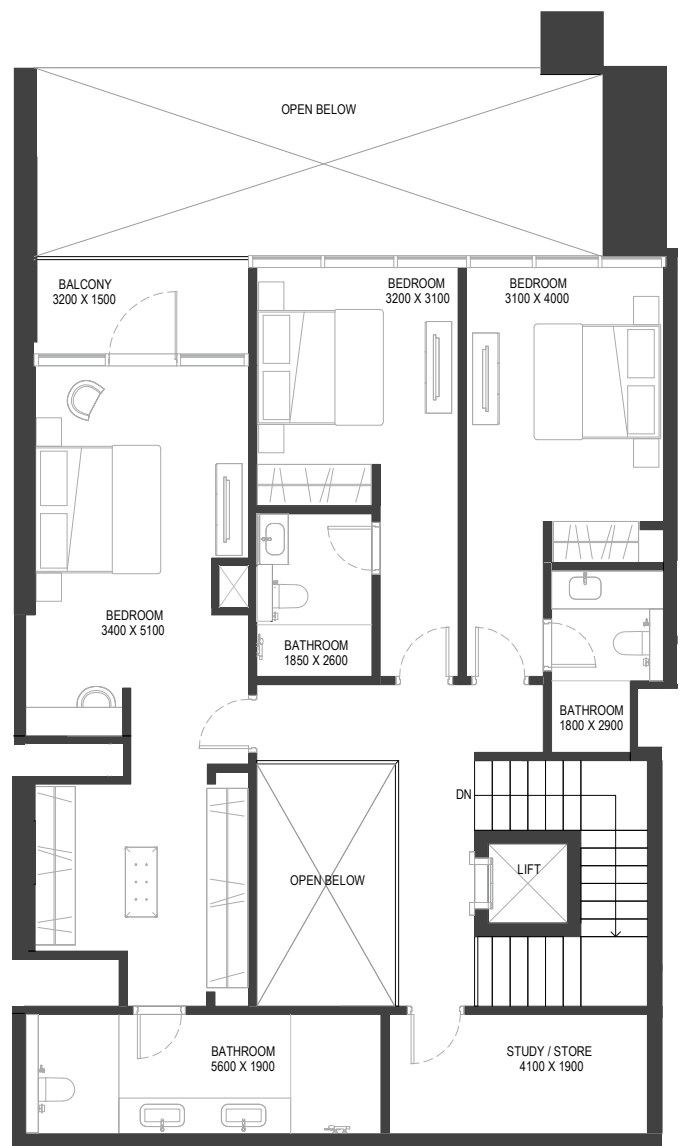 OPEN BELOW
BALCONY
3200 X 1500
BEDROOM
3200 X 3100
BEDROOM
3100 X 4000
BEDROOM
3400 X 5100
BATHROOM
1850 X 2600
BATHROOM
1800 X 2900
DN
LIFT
OPEN BELOW
BATHROOM
5600 X 1900
STUDY / STORE
4100 X 1900